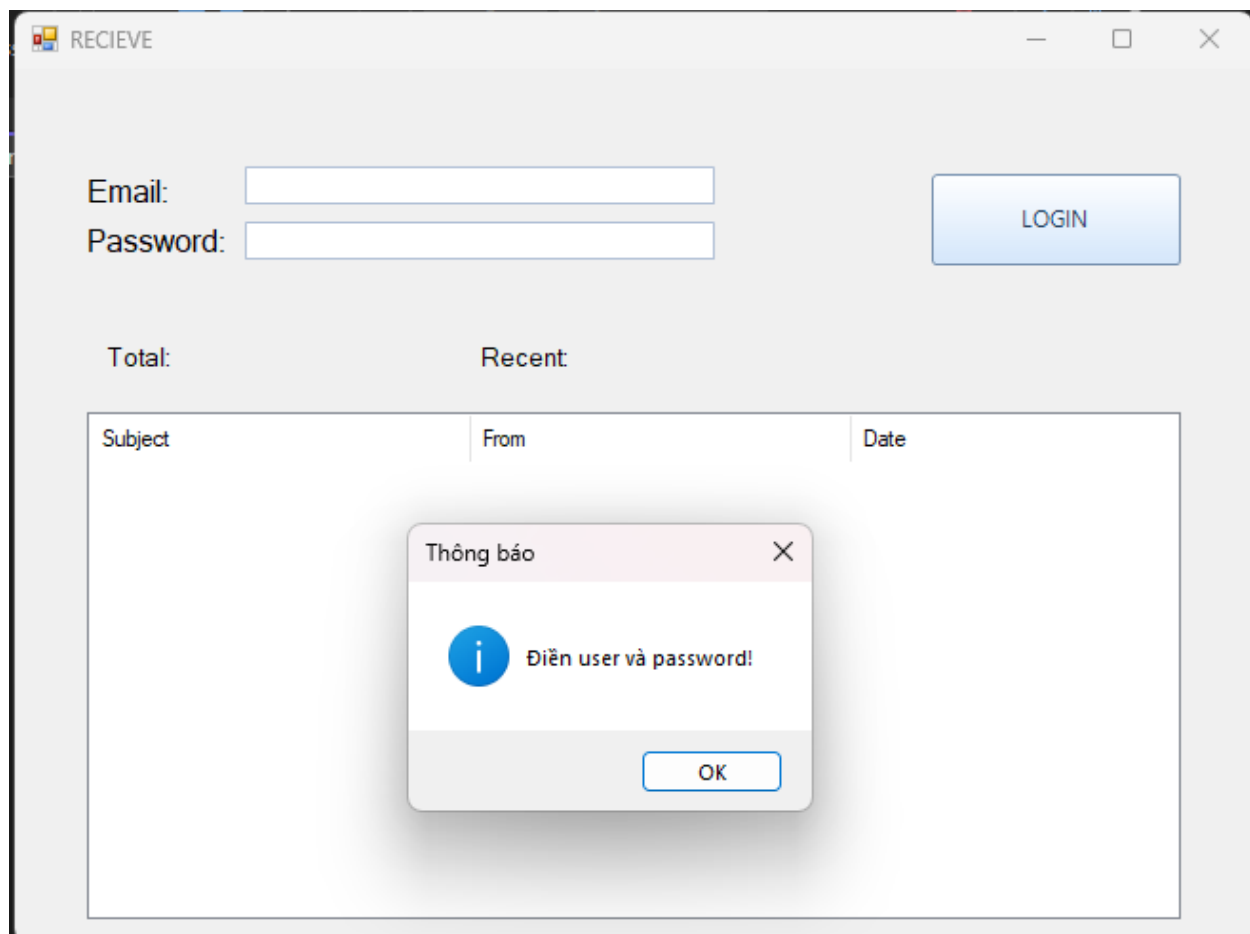 RECIEVE
Email:
LOGIN
Password:
Total:
Recent:
Subject
From
Date
Thông báo
Điền user và password!
OK